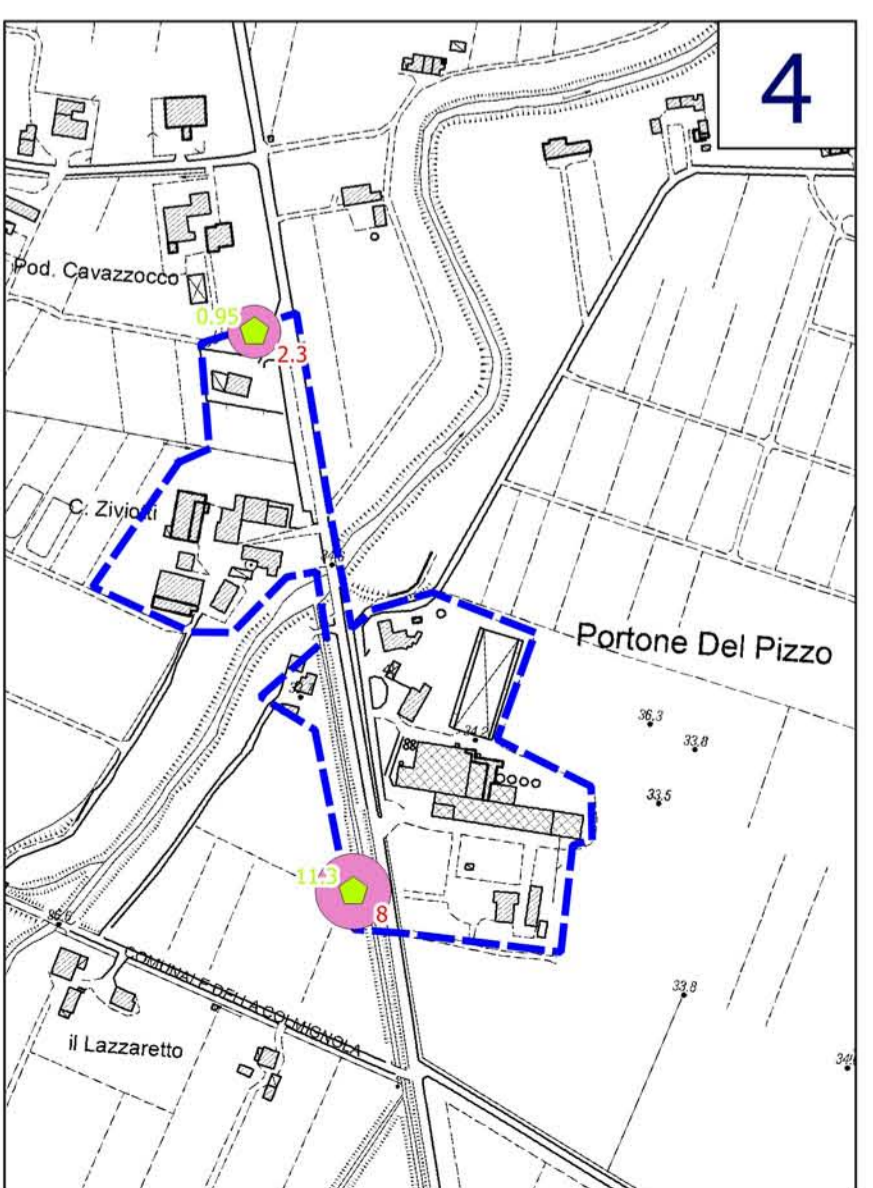 4
Pod. Cavazzocco
0.95
2.3
C. Ziviotti
Portone Del Pizzo
36.3
33.8
33.5
11.3
8
COMUNALE DELLA COLMIGNOLA
il Lazzaretto
33.8